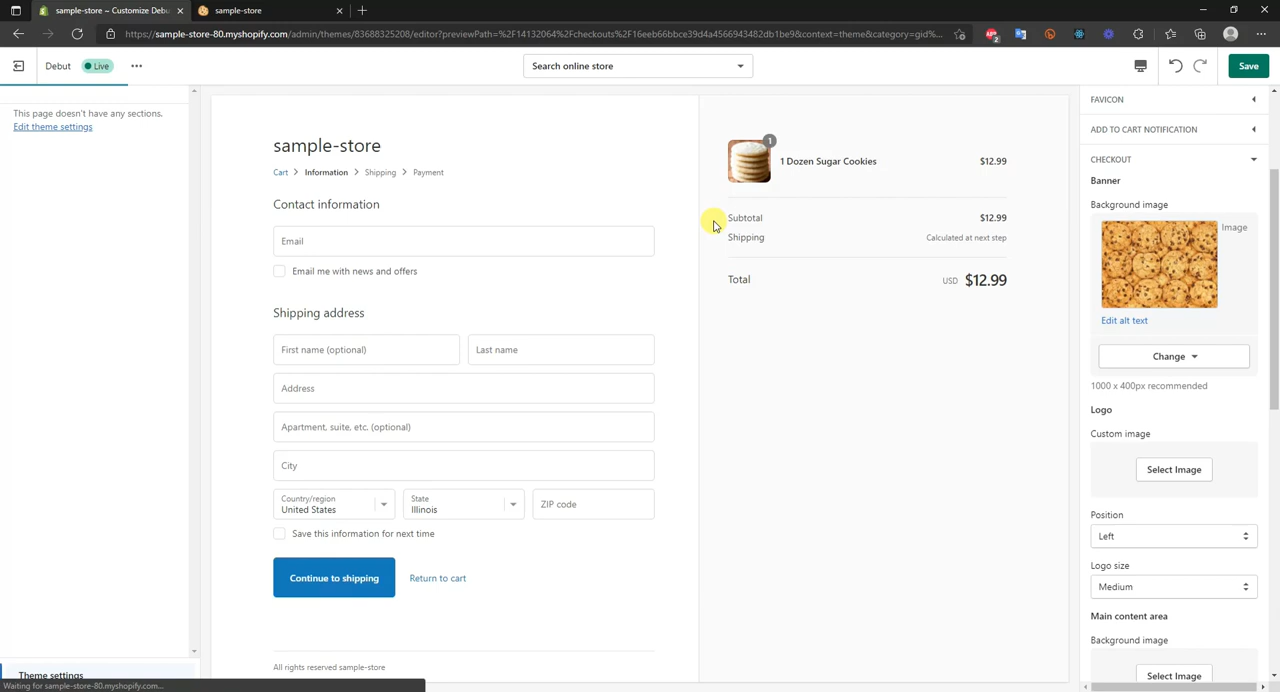 sample-store ~ Customize Debu
sample-store
https://sample-store-80.myshopify.com/admin/themes/83688325208/editor?previewPath=%2F14132064%2Fcheckouts%2F16eeb66bbce39d4a4566943482db1be9&context=theme&category=gid%...
2
Debut
Live
Search online store
Save
This page doesn't have any sections.
Edit theme settings
Theme settings
Waiting for sample-store-80.myshopify.com...
sample-store
Cart > Information > Shipping > Payment
Contact information
Email
Email me with news and offers
Shipping address
First name (optional)
Last name
Address
Apartment, suite, etc. (optional)
City
Country/region
United States
State
Illinois
ZIP code
Save this information for next time
Continue to shipping
Return to cart
All rights reserved sample-store
1
1 Dozen Sugar Cookies
$12.99
Subtotal
$12.99
Shipping
Calculated at next step
Total
USD $12.99
FAVICON
ADD TO CART NOTIFICATION
CHECKOUT
Banner
Background image
Image
Edit alt text
Change
1000 x 400px recommended
Logo
Custom image
Select Image
Position
Left
Logo size
Medium
Main content area
Background image
Select Image